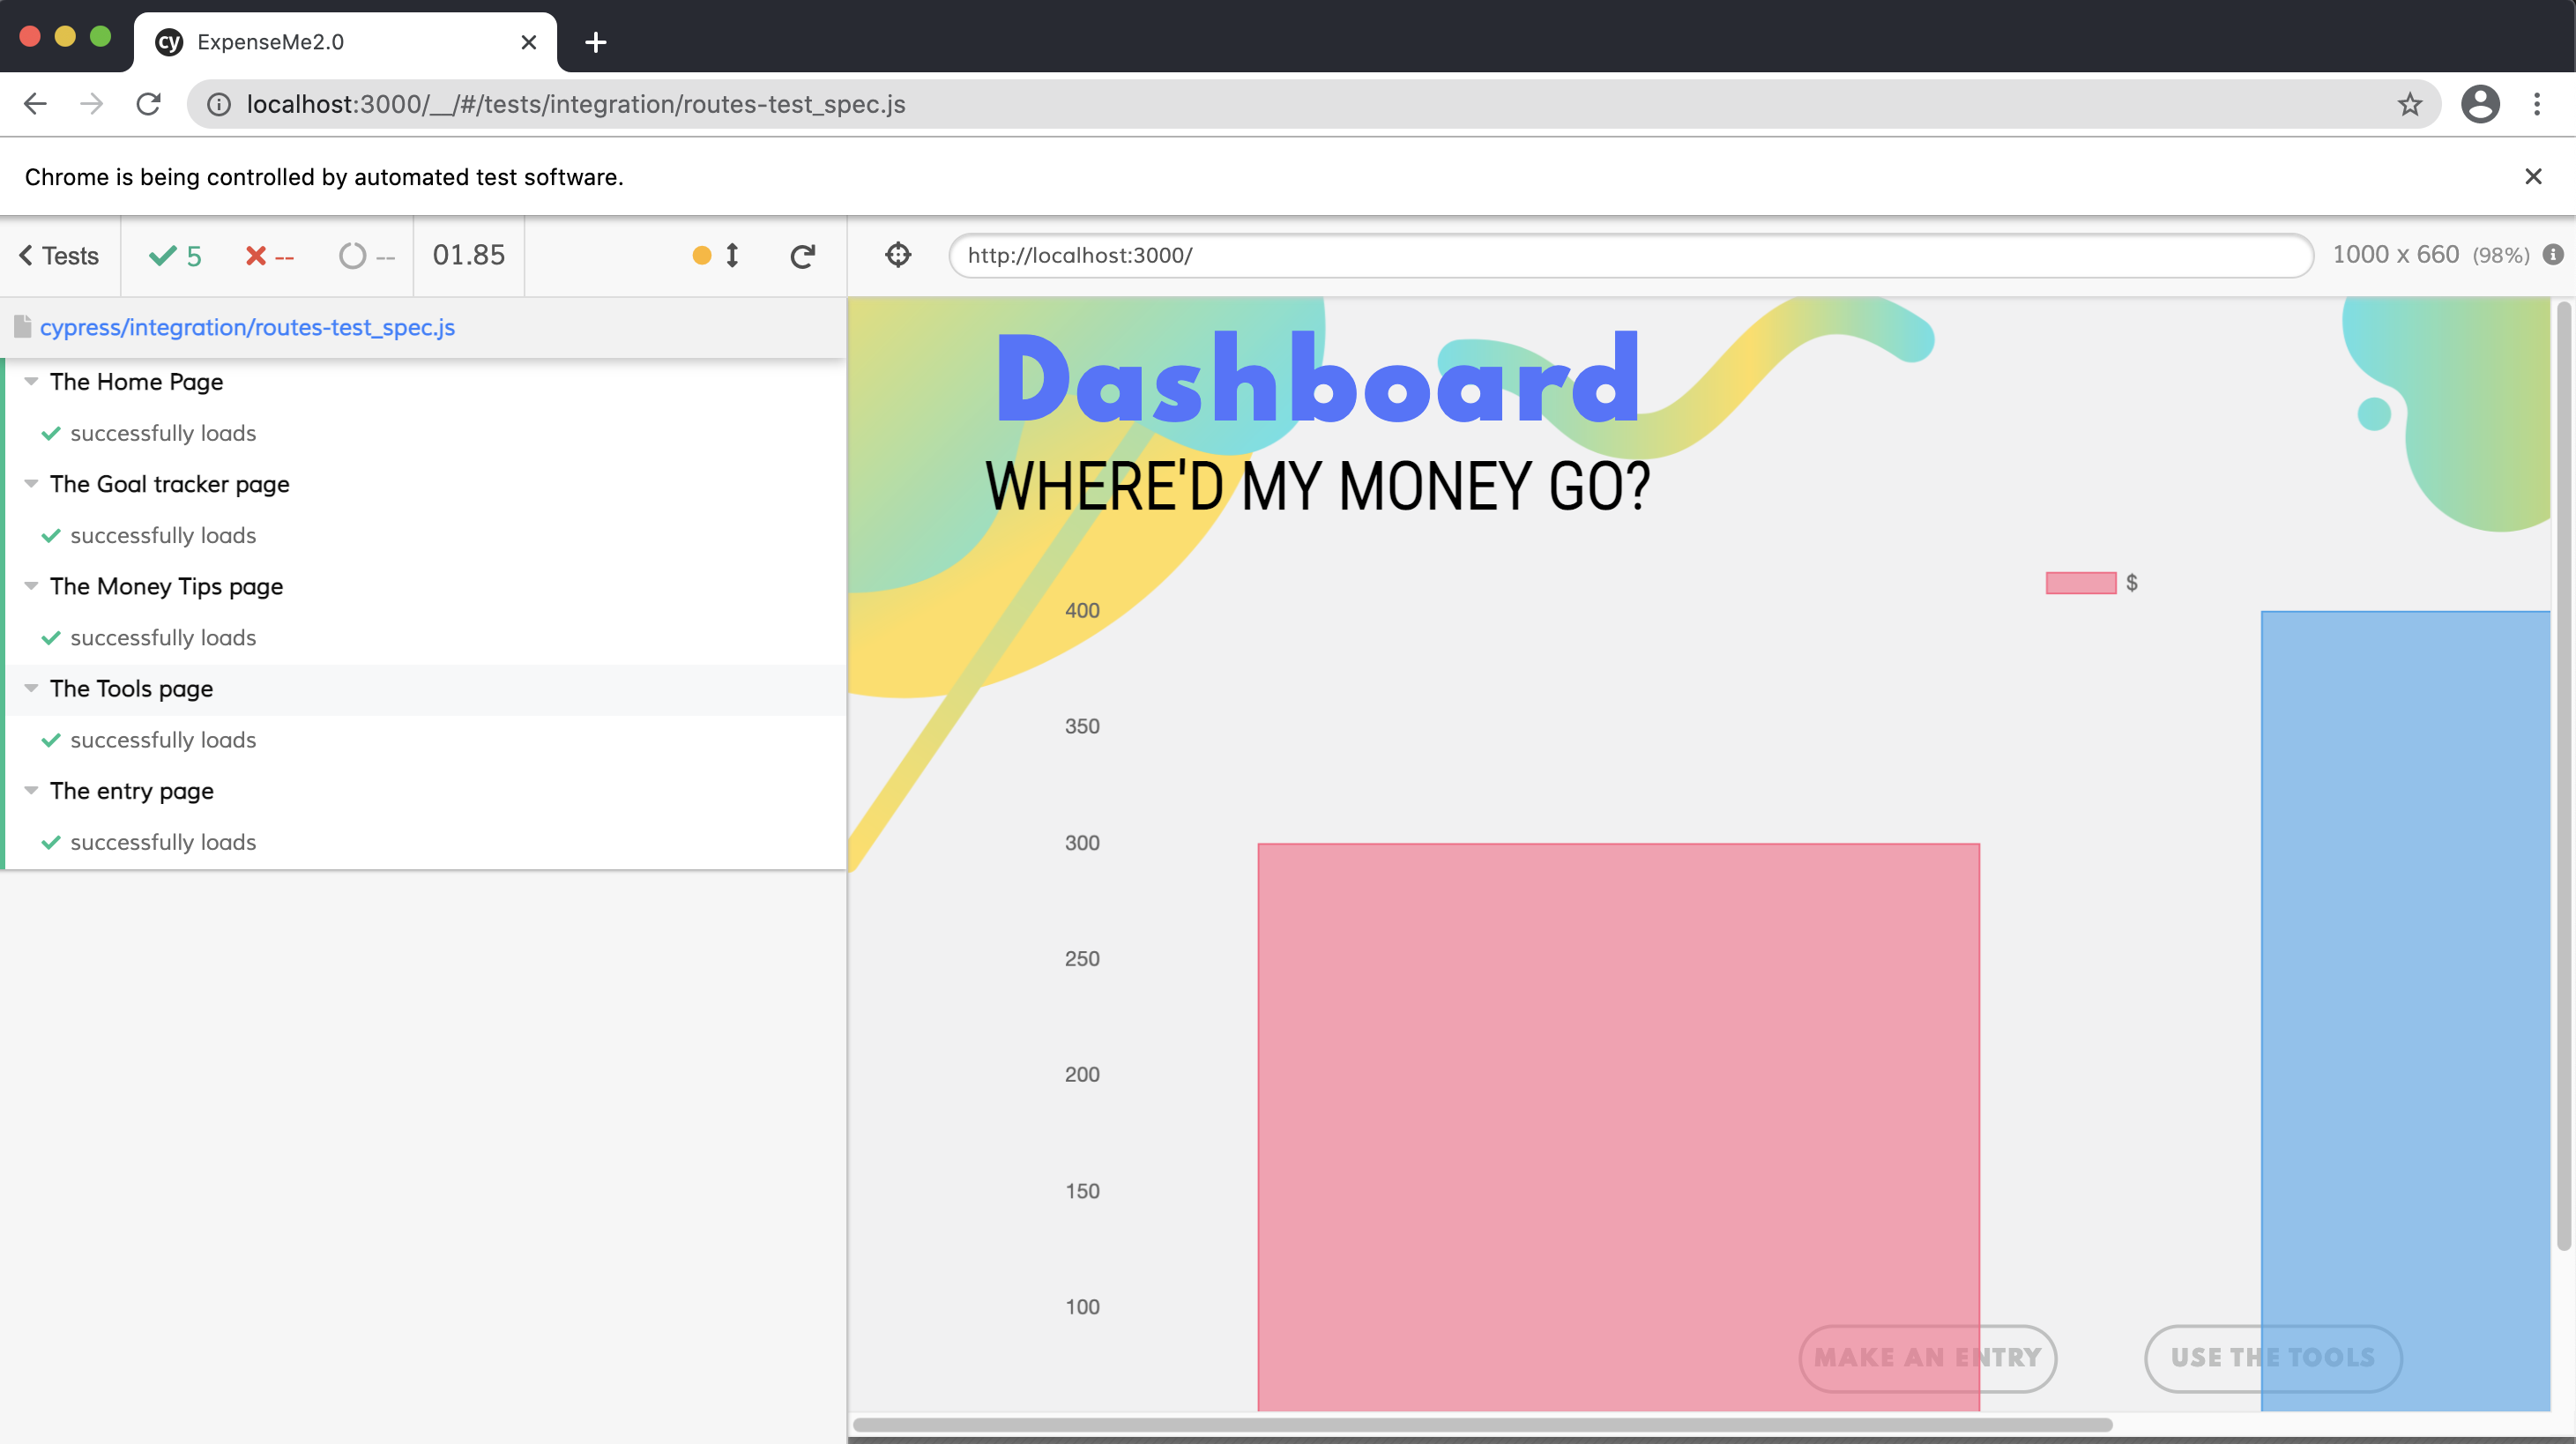 cy ExpenseMe2.0
localhost:3000/__/#/tests/integration/routes-test_spec.js
Chrome is being controlled by automated test software.
Tests 5 -- -- 01.85
http://localhost:3000/ 1000 x 660 (98%)
cypress/integration/routes-test_spec.js
The Home Page
successfully loads
The Goal tracker page
successfully loads
The Money Tips page
successfully loads
The Tools page
successfully loads
The entry page
successfully loads
Dashboard
WHERE'D MY MONEY GO?
$
400
350
300
250
200
150
100
MAKE AN ENTRY
USE THE TOOLS